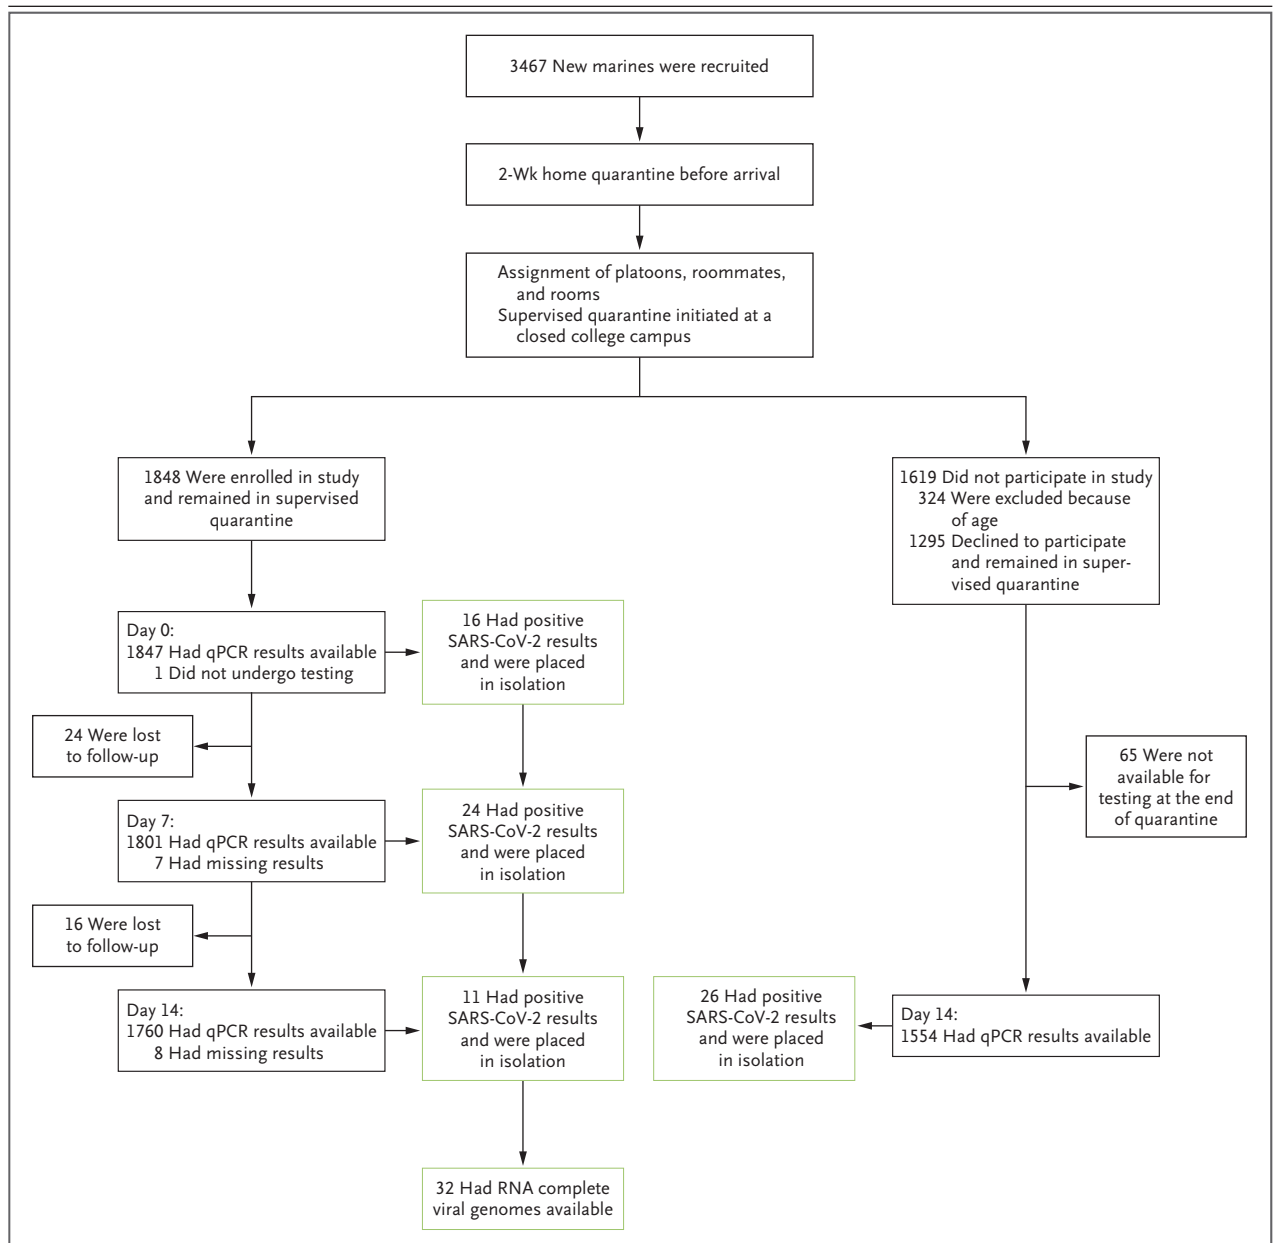 3467 New marines were recruited
2-Wk home quarantine before arrival
Assignment of platoons, roommates,
and rooms
Supervised quarantine initiated at a
closed college campus
1848 Were enrolled in study
and remained in supervised
quarantine
1619 Did not participate in study
324 Were excluded because
of age
1295 Declined to participate
and remained in super-
vised quarantine
Day 0:
1847 Had qPCR results available
1 Did not undergo testing
16 Had positive
SARS-CoV-2 results
and were placed
in isolation
24 Were lost
to follow-up
65 Were not
available for
testing at the end
of quarantine
Day 7:
1801 Had qPCR results available
7 Had missing results
24 Had positive
SARS-CoV-2 results
and were placed
in isolation
16 Were lost
to follow-up
Day 14:
1760 Had qPCR results available
8 Had missing results
11 Had positive
SARS-CoV-2 results
and were placed
in isolation
26 Had positive
SARS-CoV-2 results
and were placed
in isolation
Day 14:
1554 Had qPCR results available
32 Had RNA complete
viral genomes available